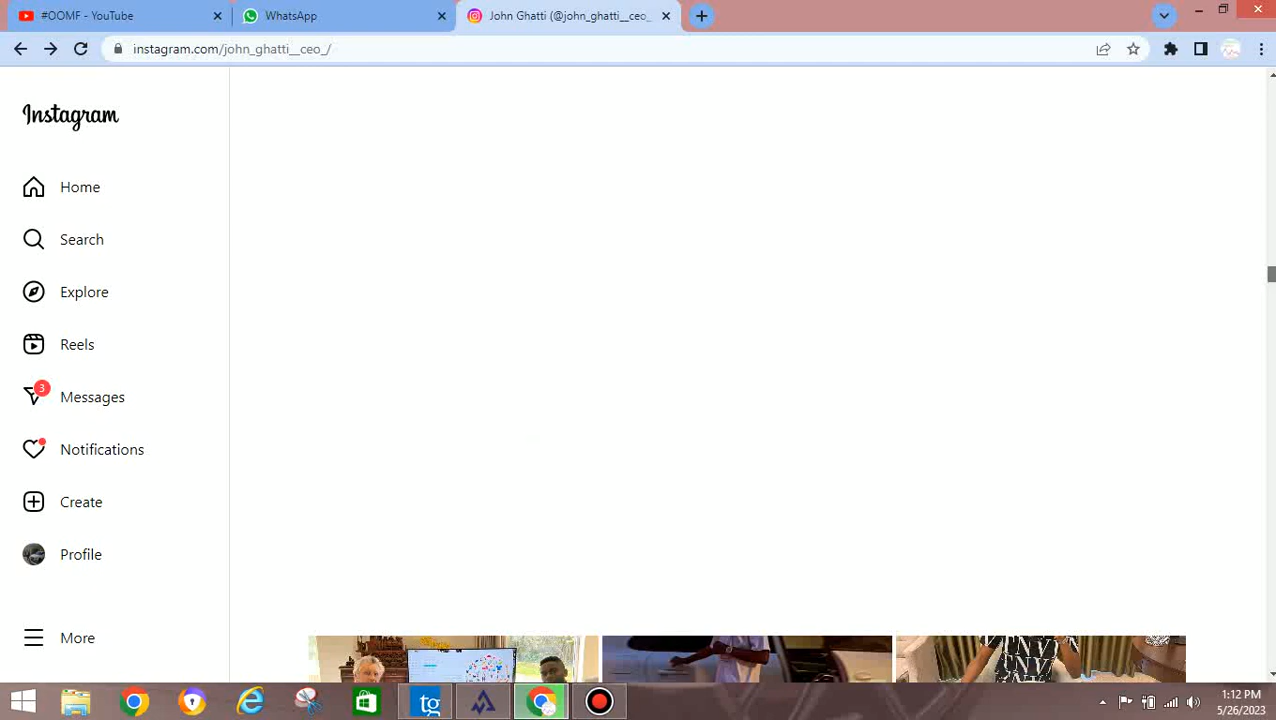 #OOMF - YouTube
WhatsApp
John Ghatti (@john_ghatti__ceo_
instagram.com/john_ghatti__ceo_/
Instagram
Home
Search
Explore
Reels
3
Messages
Notifications
Create
Profile
More
tg
1:12 PM
5/26/2023